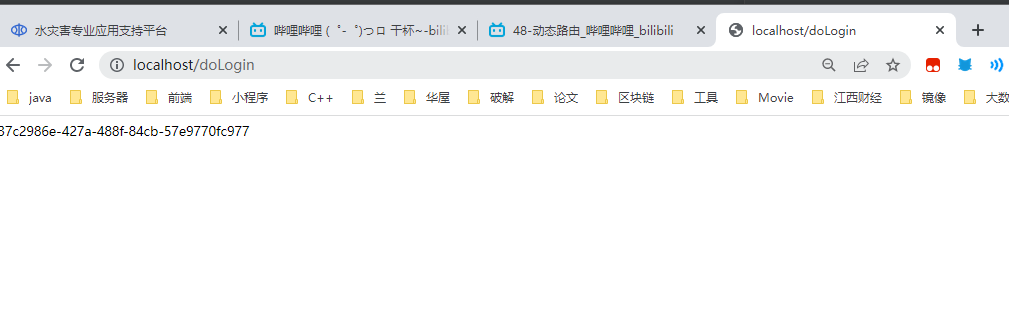 水灾害专业应用支持平台
哔哩哔哩 ( ゜- ゜)つロ 干杯~-bili
48-动态路由_哔哩哔哩_bilibili
localhost/doLogin
localhost/doLogin
java 服务器 前端 小程序 C++ 兰 华屋 破解 论文 区块链 工具 Movie 江西财经 镜像 大数
37c2986e-427a-488f-84cb-57e9770fc977